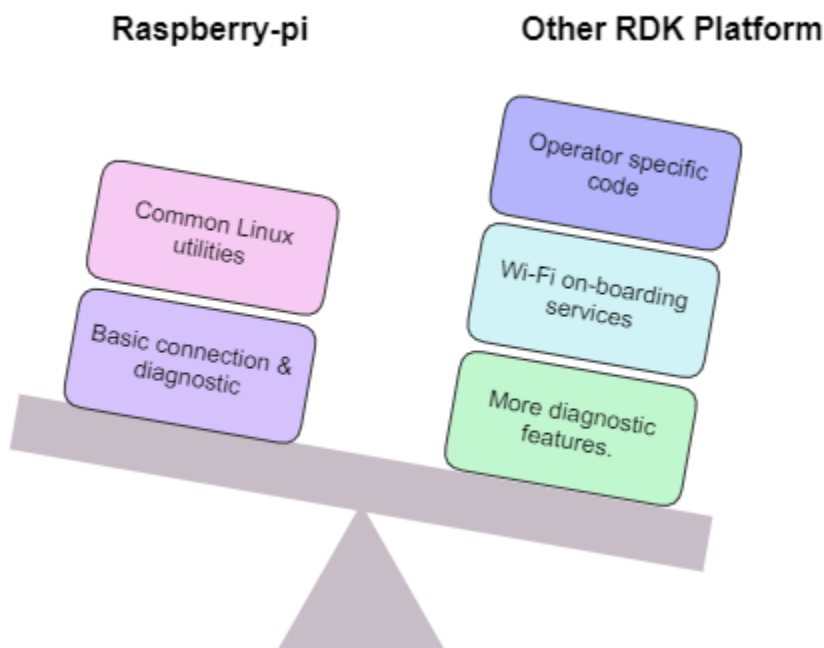 Raspberry-pi
Other RDK Platform
Common Linux
utilities
Basic connection &
diagnostic
Operator specific
code
Wi-Fi on-boarding
services
More diagnostic
features.